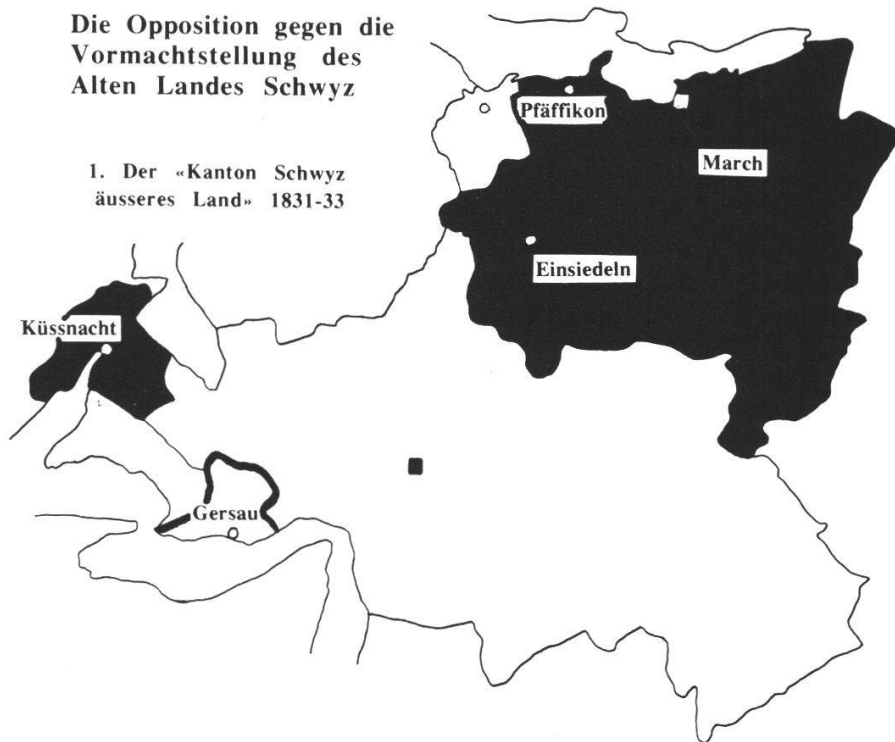 Die Opposition gegen die
Vormachtstellung des
Alten Landes Schwyz
1. Der «Kanton Schwyz
äusseres Land» 1831-33
Pfäffikon
March
Einsiedeln
Küssnacht
Gersau